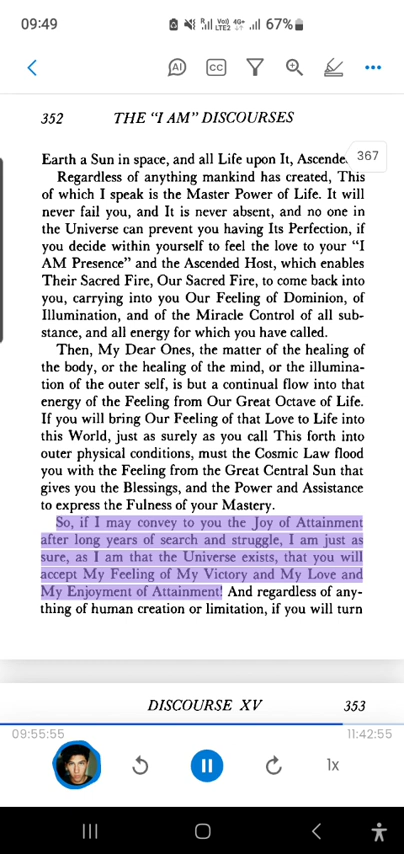 09:49
VoI)
LTE2
4G+
67%
AI
CC
352 THE "I AM" DISCOURSES
367
Earth a Sun in space, and all Life upon It, Ascende
Regardless of anything mankind has created, This
of which I speak is the Master Power of Life. It will
never fail you, and It is never absent, and no one in
the Universe can prevent you having Its Perfection, if
you decide within yourself to feel the love to your "I
AM Presence" and the Ascended Host, which enables
Their Sacred Fire, Our Sacred Fire, to come back into
you, carrying into you Our Feeling of Dominion, of
Illumination, and of the Miracle Control of all sub-
stance, and all energy for which you have called.
Then, My Dear Ones, the matter of the healing of
the body, or the healing of the mind, or the illumina-
tion of the outer self, is but a continual flow into that
energy of the Feeling from Our Great Octave of Life.
If you will bring Our Feeling of that Love to Life into
this World, just as surely as you call This forth into
outer physical conditions, must the Cosmic Law flood
you with the Feeling from the Great Central Sun that
gives you the Blessings, and the Power and Assistance
to express the Fulness of your Mastery.
So, if I may convey to you the Joy of Attainment
after long years of search and struggle, I am just as
sure, as I am that the Universe exists, that you will
accept My Feeling of My Victory and My Love and
My Enjoyment of Attainment! And regardless of any-
thing of human creation or limitation, if you will turn
DISCOURSE XV 353
09:55:55
11:42:55
1x